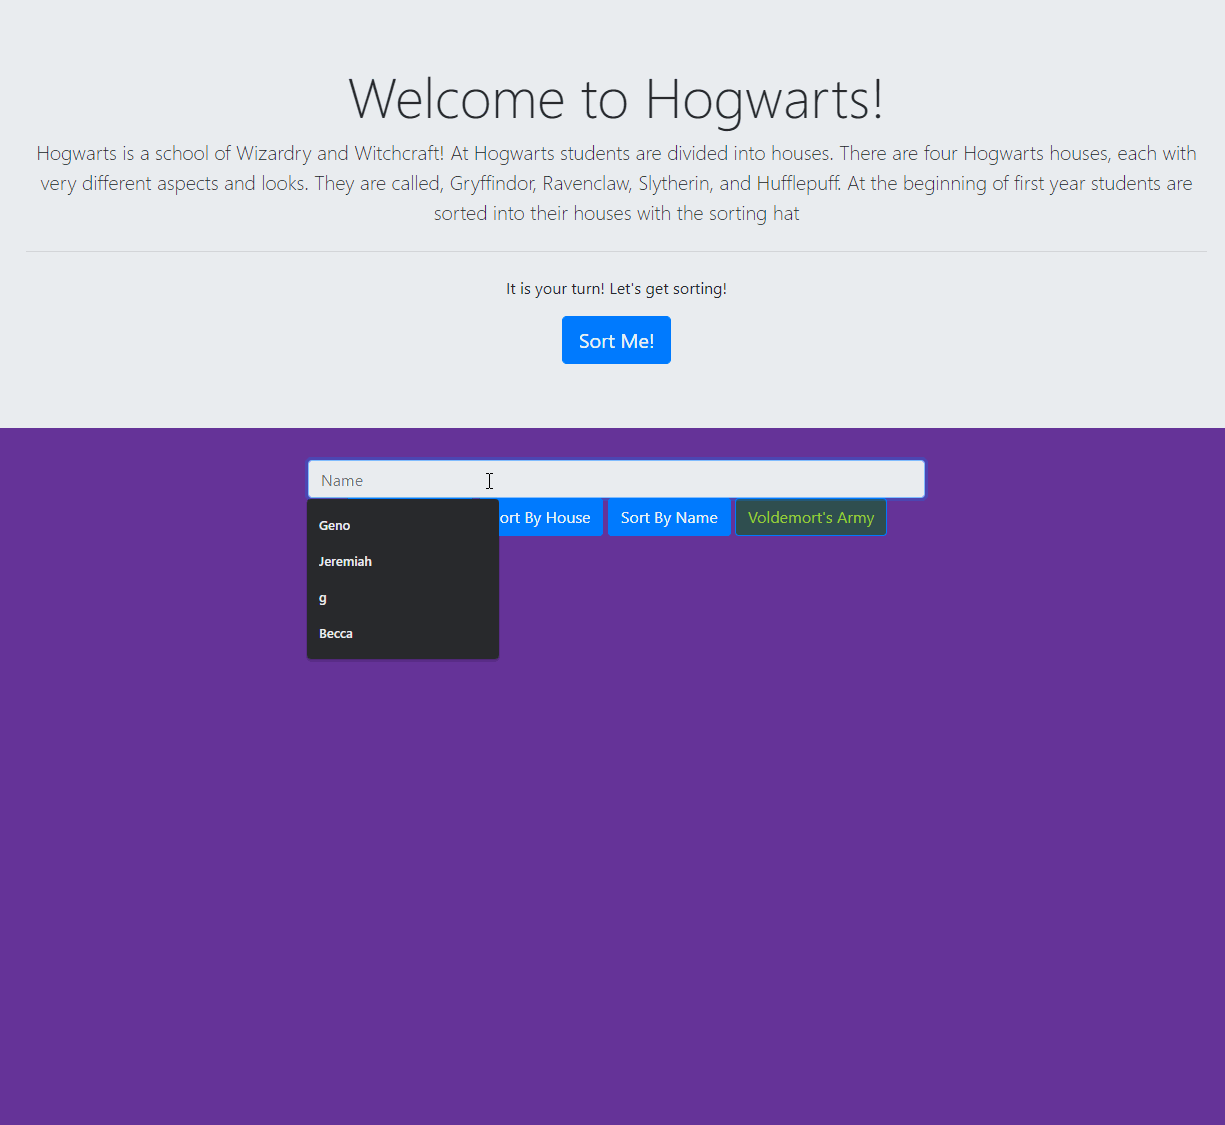 Welcome to Hogwarts!
Hogwarts is a school of Wizardry and Witchcraft! At Hogwarts students are divided into houses. There are four Hogwarts houses, each with
very different aspects and looks. They are called, Gryffindor, Ravenclaw, Slytherin, and Hufflepuff. At the beginning of first year students are
sorted into their houses with the sorting hat
It is your turn! Let's get sorting!
Sort Me!
Name
ort By House Sort By Name Voldemort's Army
Geno
Jeremiah
g
Becca